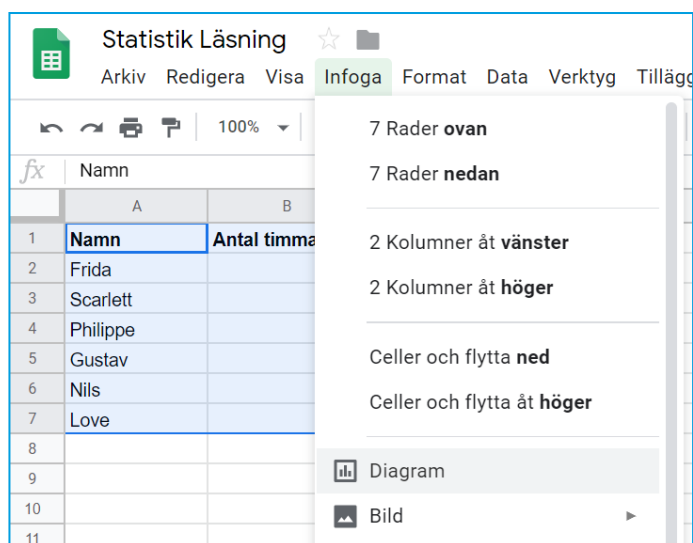 Statistik Läsning
Arkiv Redigera Visa Infoga Format Data Verktyg Tillägg
100%
fx Namn
A B
1 Namn Antal timma
2 Frida
3 Scarlett
4 Philippe
5 Gustav
6 Nils
7 Love
8
9
10
11
7 Rader ovan
7 Rader nedan
2 Kolumner åt vänster
2 Kolumner åt höger
Celler och flytta ned
Celler och flytta åt höger
Diagram
Bild